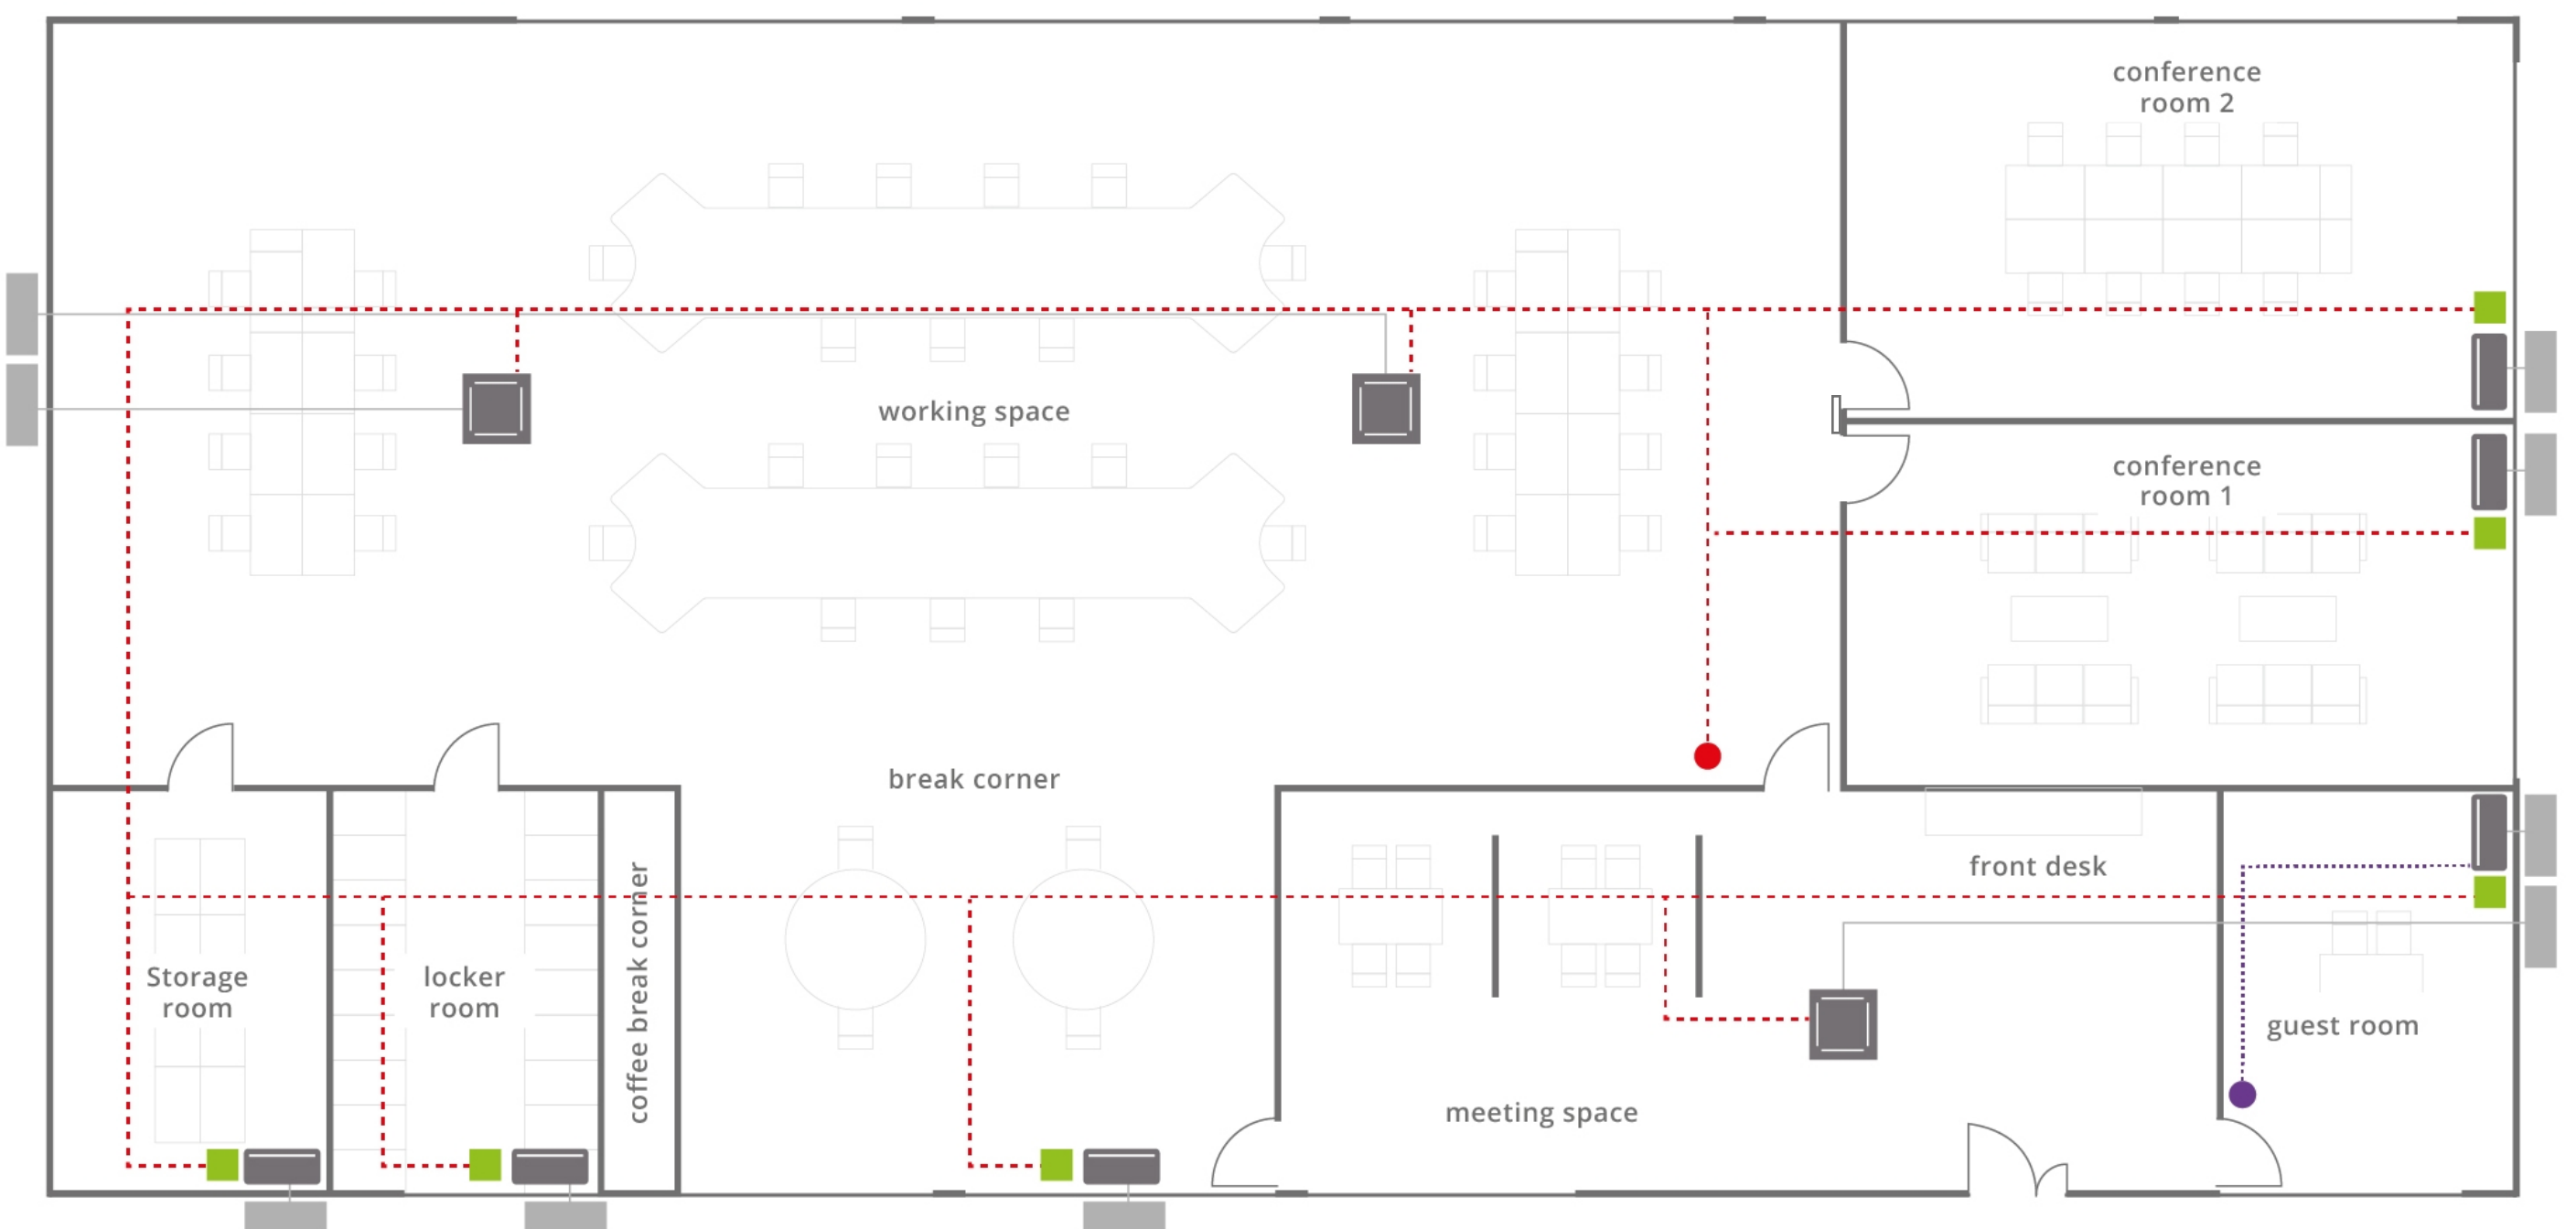 conference
room 2
working space
conference
room 1
break corner
front desk
coffee break corner
Storage
room
locker
room
guest room
meeting space